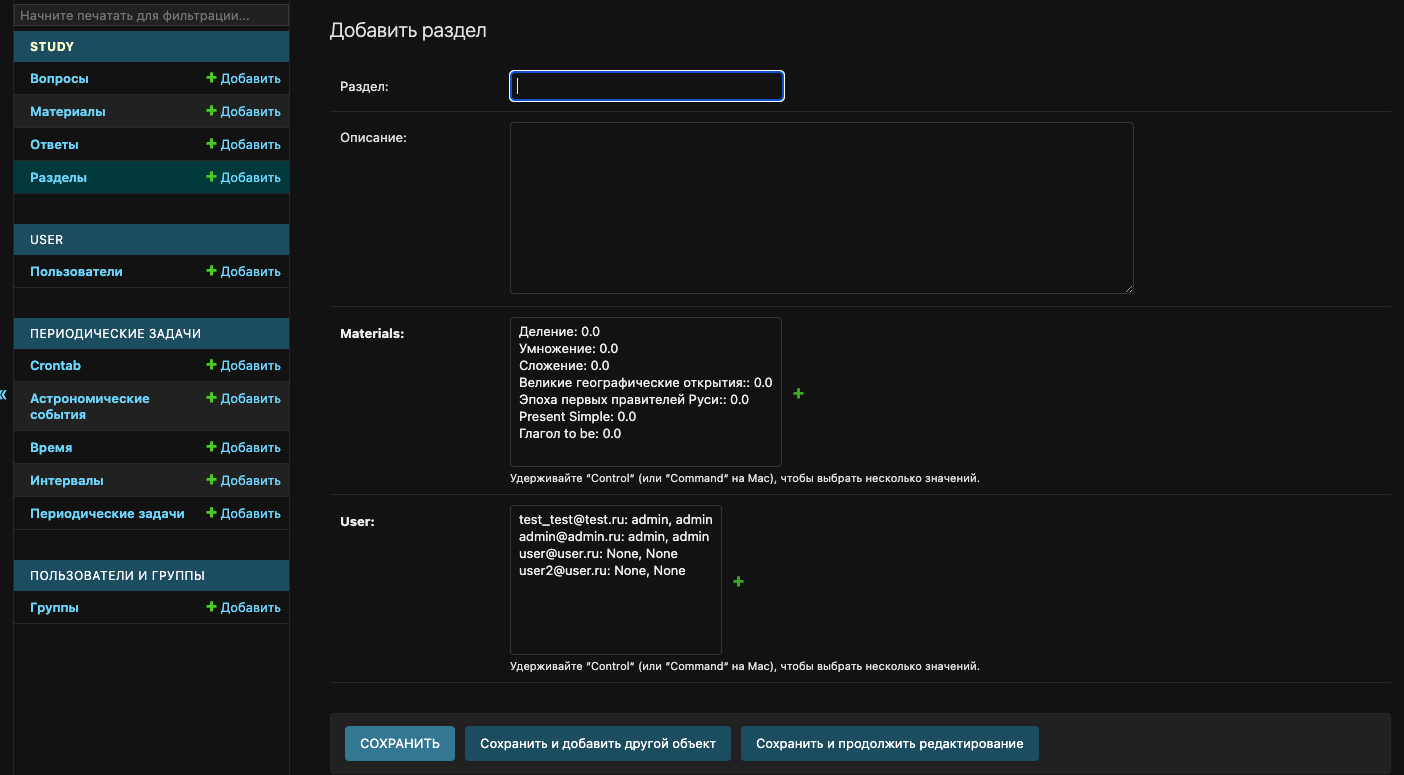 Начните печатать для фильтрации...
STUDY
Вопросы Добавить
Материалы Добавить
Ответы Добавить
Разделы Добавить
USER
Пользователи Добавить
ПЕРИОДИЧЕСКИЕ ЗАДАЧИ
Crontab Добавить
Астрономические Добавить
события
Время Добавить
Интервалы Добавить
Периодические задачи Добавить
ПОЛЬЗОВАТЕЛИ И ГРУППЫ
Группы Добавить
«
Добавить раздел
Раздел:
Описание:
Materials:
Деление: 0.0
Умножение: 0.0
Сложение: 0.0
Великие географические открытия:: 0.0
Эпоха первых правителей Руси:: 0.0
Present Simple: 0.0
Глагол to be: 0.0
Удерживайте "Control" (или "Command" на Mac), чтобы выбрать несколько значений.
User:
test_test@test.ru: admin, admin
admin@admin.ru: admin, admin
user@user.ru: None, None
user2@user.ru: None, None
Удерживайте "Control" (или "Command" на Mac), чтобы выбрать несколько значений.
СОХРАНИТЬ Сохранить и добавить другой объект Сохранить и продолжить редактирование